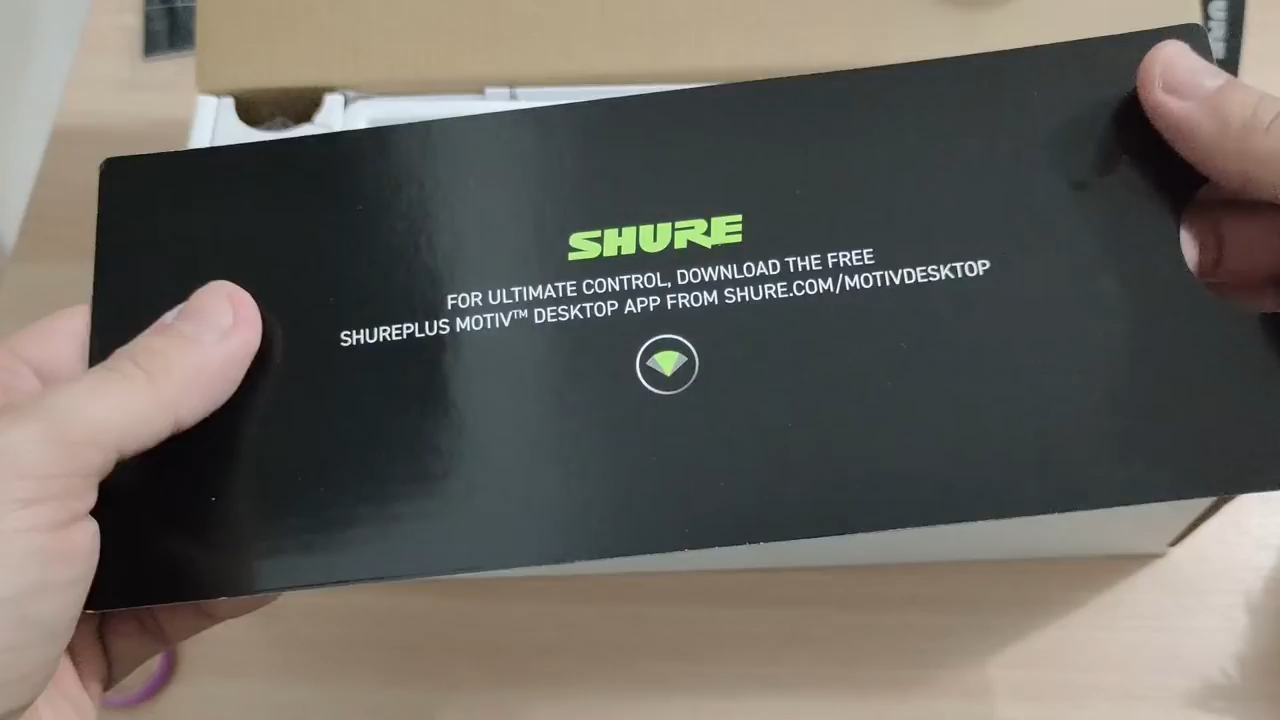 SHURE
FOR ULTIMATE CONTROL, DOWNLOAD THE FREE
SHUREPLUS MOTIV™ DESKTOP APP FROM SHURE.COM/MOTIVDESKTOP